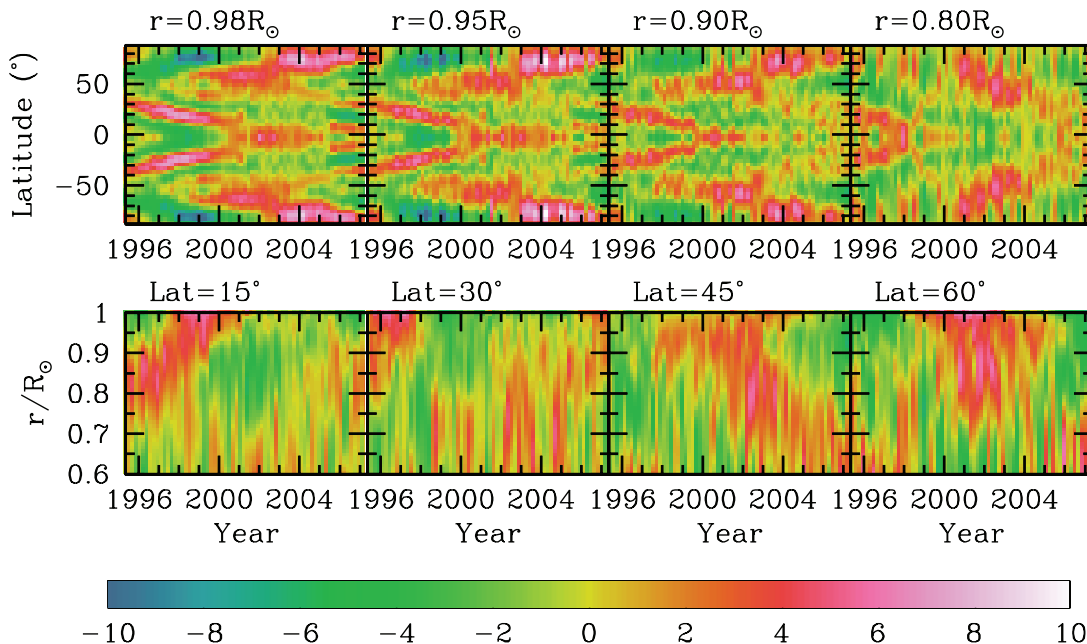 r=0.98R⊙ r=0.95R⊙ r=0.90R⊙ r=0.80R⊙
Latitude (°)
50
0
−50
1996 2000 2004 1996 2000 2004 1996 2000 2004 1996 2000 2004
Lat=15° Lat=30° Lat=45° Lat=60°
r/R⊙
1
0.9
0.8
0.7
0.6
1996 2000 2004 1996 2000 2004 1996 2000 2004 1996 2000 2004
Year Year Year Year
−10 −8 −6 −4 −2 0 2 4 6 8 10